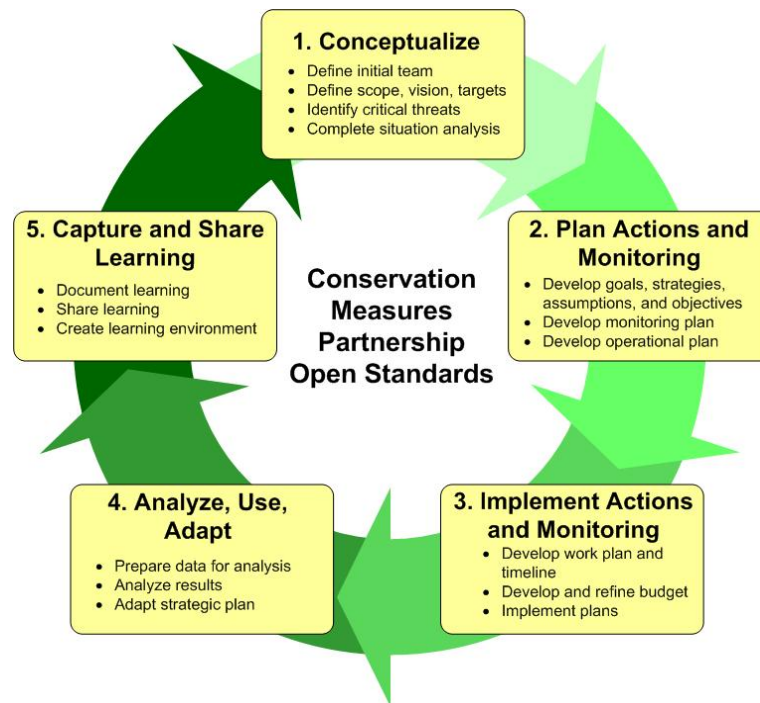 1. Conceptualize
• Define initial team
• Define scope, vision, targets
• Identify critical threats
• Complete situation analysis
2. Plan Actions and
Monitoring
• Develop goals, strategies,
assumptions, and objectives
• Develop monitoring plan
• Develop operational plan
3. Implement Actions
and Monitoring
• Develop work plan and
timeline
• Develop and refine budget
• Implement plans
4. Analyze, Use,
Adapt
• Prepare data for analysis
• Analyze results
• Adapt strategic plan
5. Capture and Share
Learning
• Document learning
• Share learning
• Create learning environment
Conservation
Measures
Partnership
Open Standards